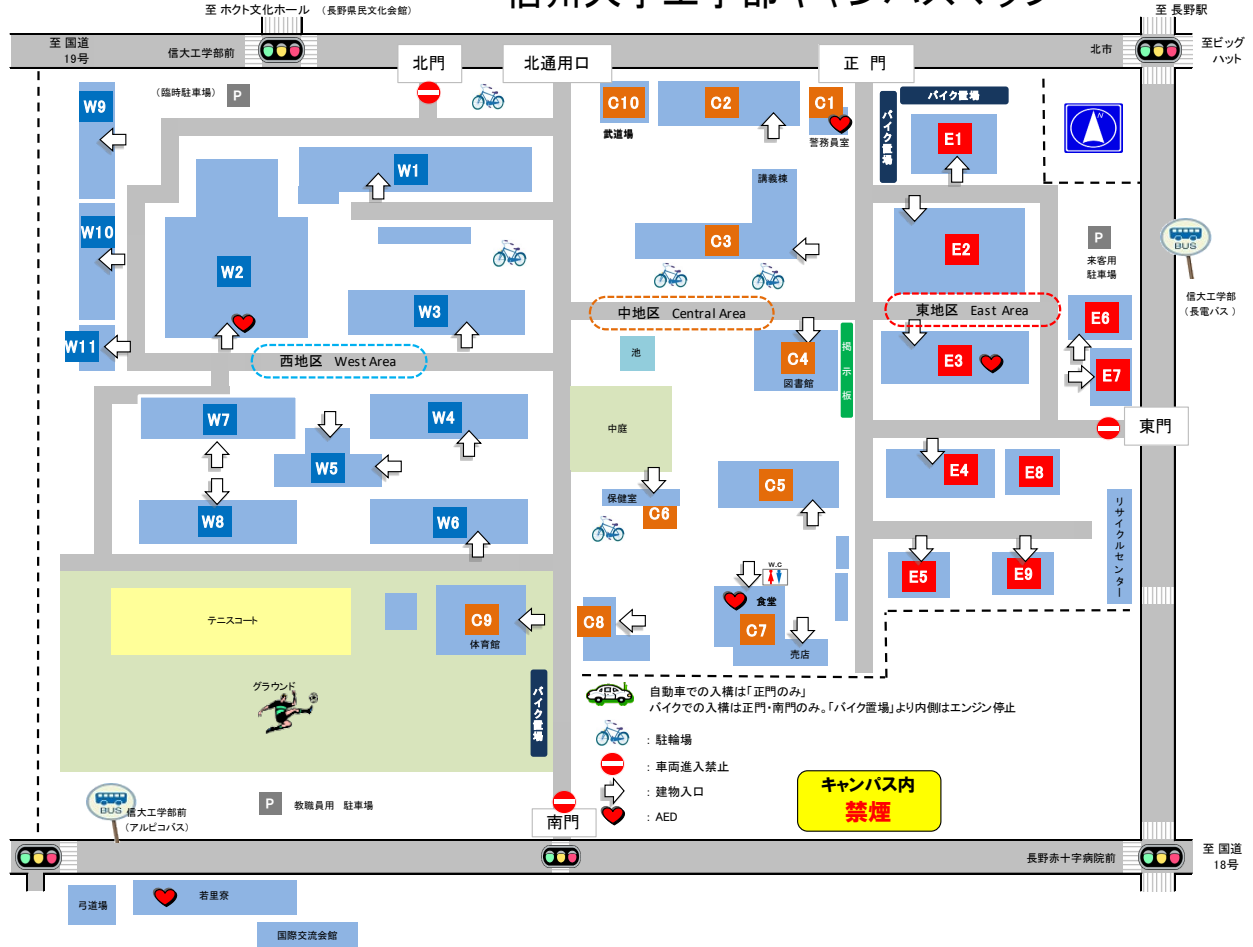 信州大学工学部キャンパスマップ
至 ホクト文化ホール (長野県民文化会館)
至 長野駅
至 国道
19号
信大工学部前
北門
北通用口
正 門
北市
至ビッグ
ハット
(臨時駐車場)
P
W9
C10
武道場
C2
C1
警務員室
バイク置場
バイク置場
E1
N
W1
講義棟
W10
W2
C3
E2
P
来客用
駐車場
BUS
信大工学部
(長電バス)
W3
中地区 Central Area
東地区 East Area
E6
W11
西地区 West Area
池
C4
図書館
掲示板
E3
E7
W7
W4
中庭
東門
W5
C5
E4
E8
保健室
C6
W8
W6
リサイクルセンター
E5
E9
W.C
食堂
C7
売店
テニスコート
C9
体育館
C8
グラウンド
バイク置場
自動車での入構は「正門のみ」
バイクでの入構は正門・南門のみ。「バイク置場」より内側はエンジン停止
: 駐輪場
: 車両進入禁止
: 建物入口
: AED
キャンパス内
禁煙
BUS
信大工学部前
(アルピコバス)
P
教職員用 駐車場
南門
長野赤十字病院前
至 国道
18号
弓道場
若里寮
国際交流会館